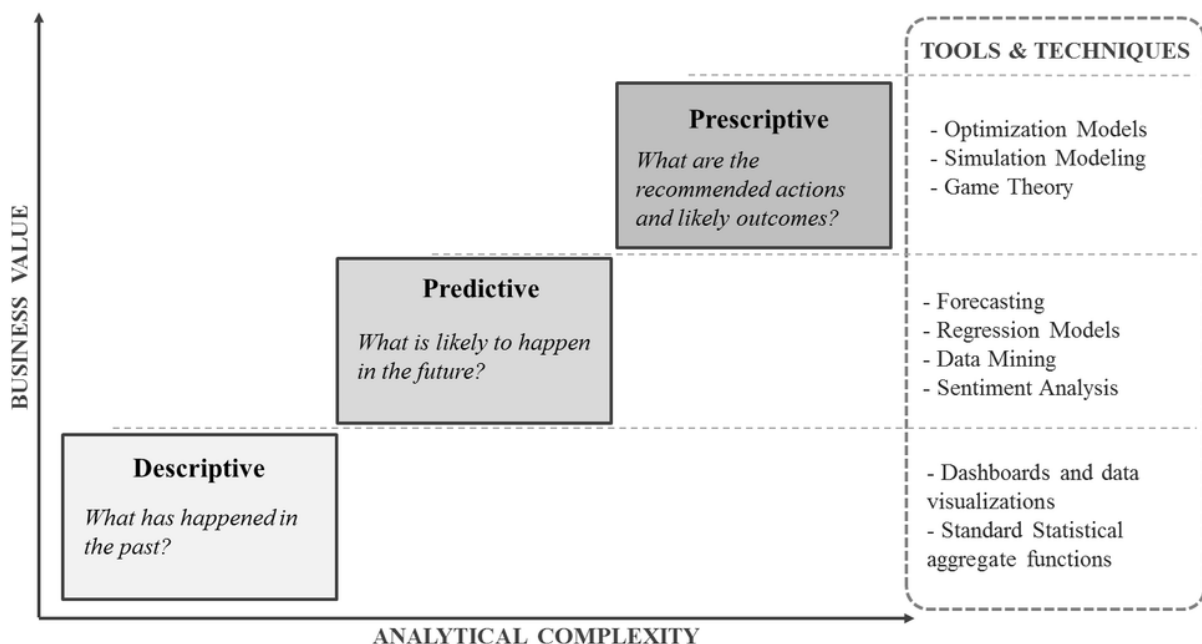 TOOLS & TECHNIQUES
Prescriptive
What are the
recommended actions
and likely outcomes?
- Optimization Models
- Simulation Modeling
- Game Theory
BUSINESS VALUE
Predictive
What is likely to happen
in the future?
- Forecasting
- Regression Models
- Data Mining
- Sentiment Analysis
Descriptive
What has happened in
the past?
- Dashboards and data
visualizations
- Standard Statistical
aggregate functions
ANALYTICAL COMPLEXITY